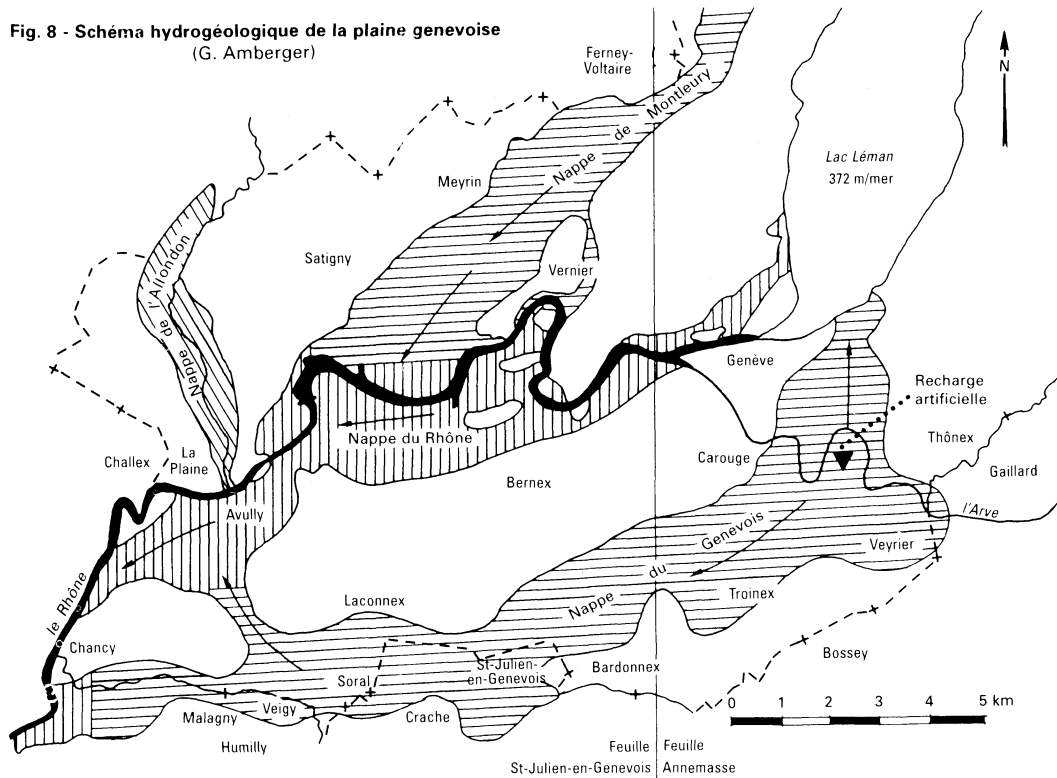 Fig. 8 - Schéma hydrogéologique de la plaine genevoise
(G. Amberger)
Ferney-
Voltaire
N
Nappe de Montfleury
Lac Léman
372 m/mer
Meyrin
Satigny
Vernier
Nappe de l'Allondon
Genève
Recharge
artificielle
Nappe du Rhône
Thônex
Challex
La
Plaine
Carouge
Gaillard
Bernex
Avully
l'Arve
Veyrier
Nappe du Genevois
le Rhône
Laconnex
Troinex
Chancy
Bossey
Soral
St-Julien-
en-Genevois
Bardonnex
Malagny
Veigy
Crache
0 1 2 3 4 5 km
Humilly
Feuille Feuille
St-Julien-en-Genevois Annemasse